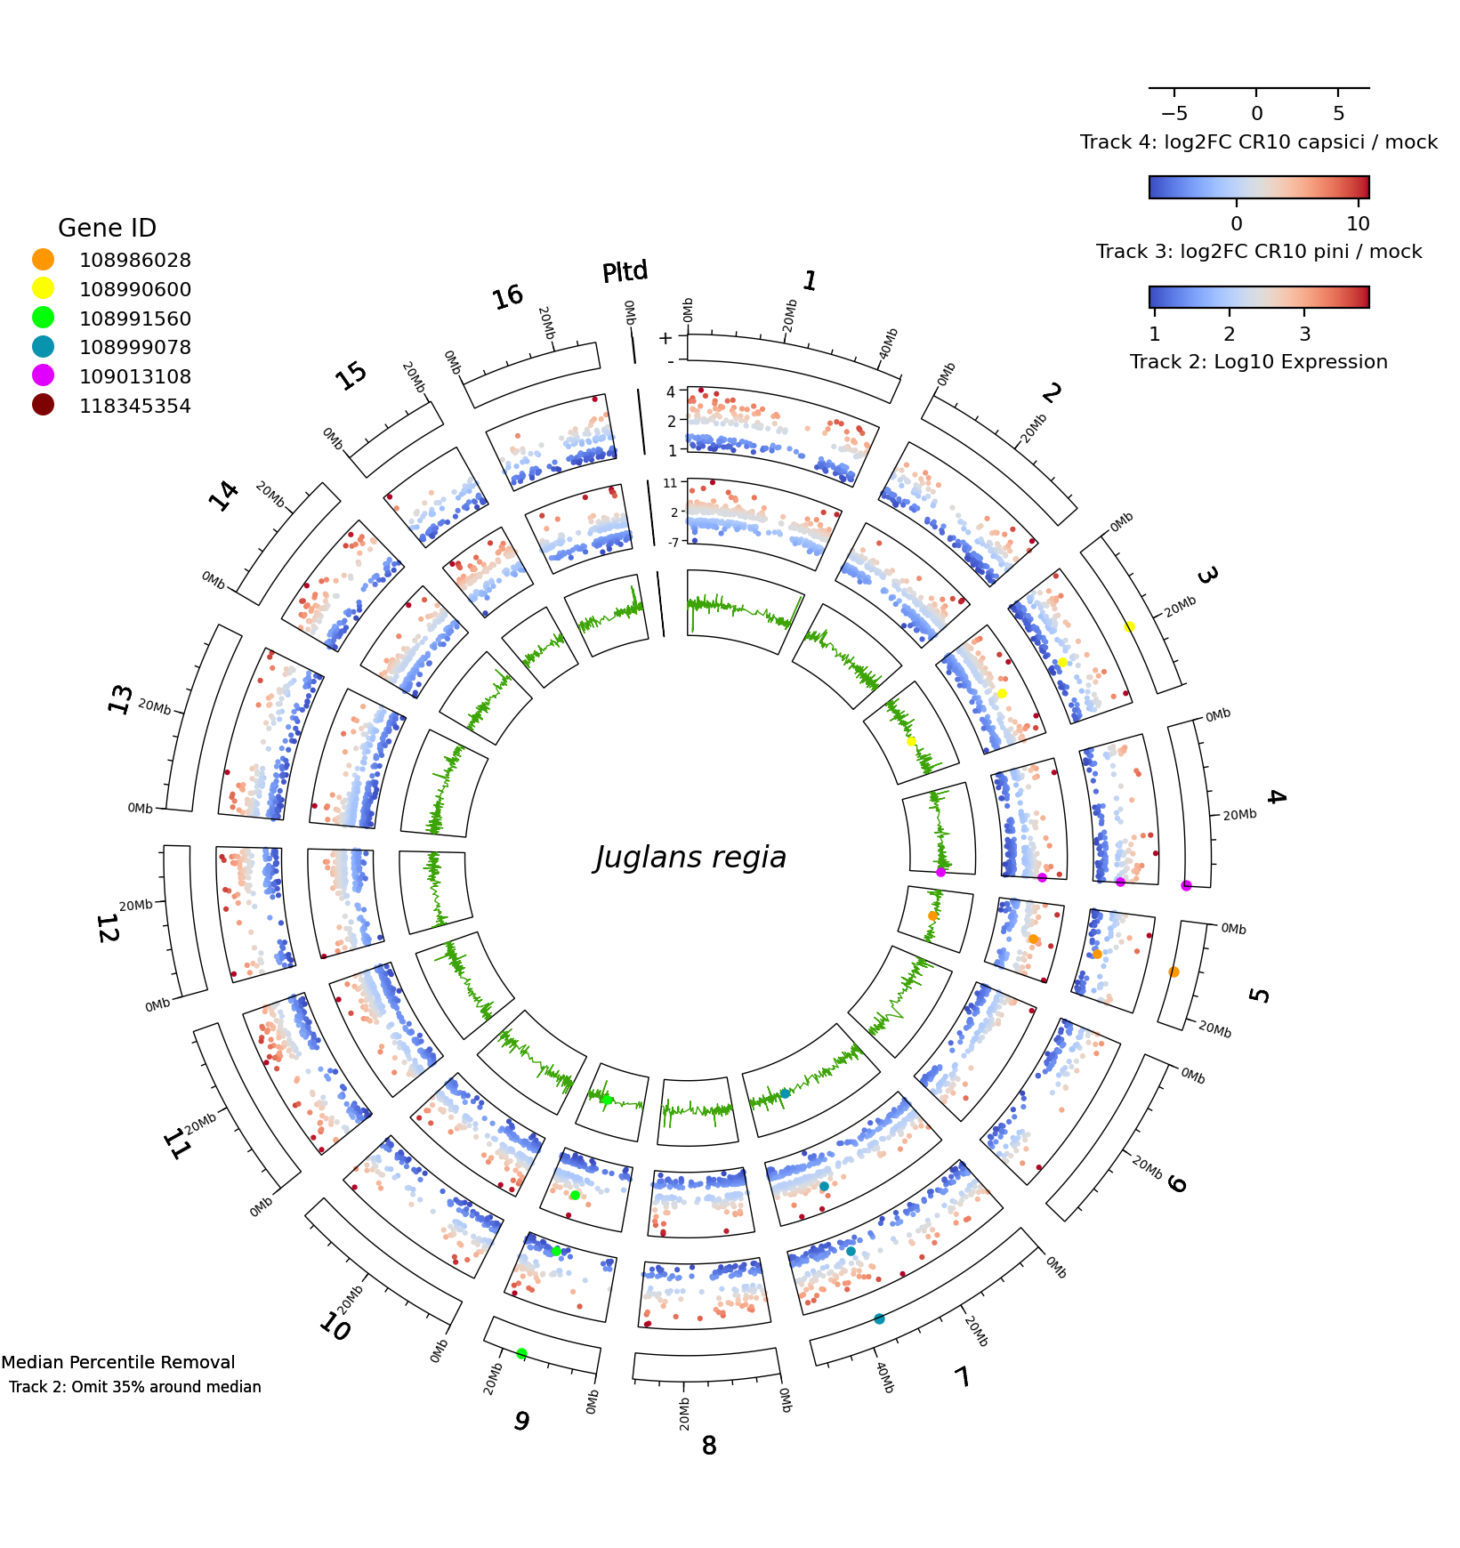 −5 0 5
Track 4: log2FC CR10 capsici / mock
0 10
Track 3: log2FC CR10 pini / mock
1 2 3
Track 2: Log10 Expression
Gene ID
108986028
108990600
108991560
108999078
109013108
118345354
Pltd
0Mb
+
-
4
2
1
11
2
-7
1
0Mb
20Mb
40Mb
2
0Mb
20Mb
3
0Mb
20Mb
4
0Mb
20Mb
5
0Mb
20Mb
6
0Mb
20Mb
7
0Mb
20Mb
40Mb
8
0Mb
20Mb
9
0Mb
20Mb
10
0Mb
20Mb
11
0Mb
20Mb
12
0Mb
20Mb
13
0Mb
20Mb
14
0Mb
20Mb
15
0Mb
20Mb
16
0Mb
20Mb
Juglans regia
Median Percentile Removal
Track 2: Omit 35% around median